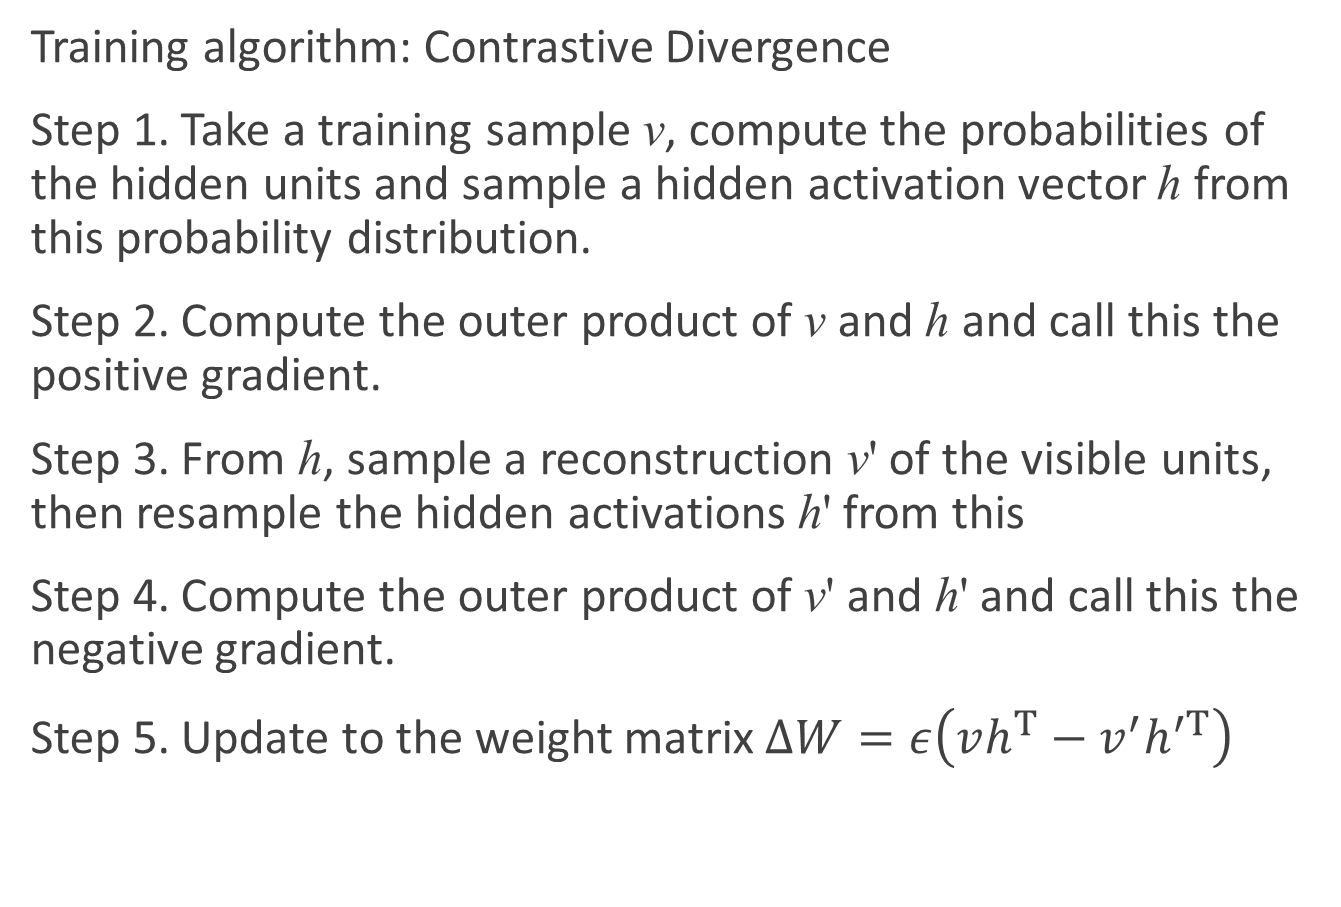 Training algorithm: Contrastive Divergence
Step 1. Take a training sample v, compute the probabilities of
the hidden units and sample a hidden activation vector h from
this probability distribution.
Step 2. Compute the outer product of v and h and call this the
positive gradient.
Step 3. From h, sample a reconstruction v' of the visible units,
then resample the hidden activations h' from this
Step 4. Compute the outer product of v' and h' and call this the
negative gradient.
Step 5. Update to the weight matrix ΔW = ϵ(vhᵀ − v′h′ᵀ)